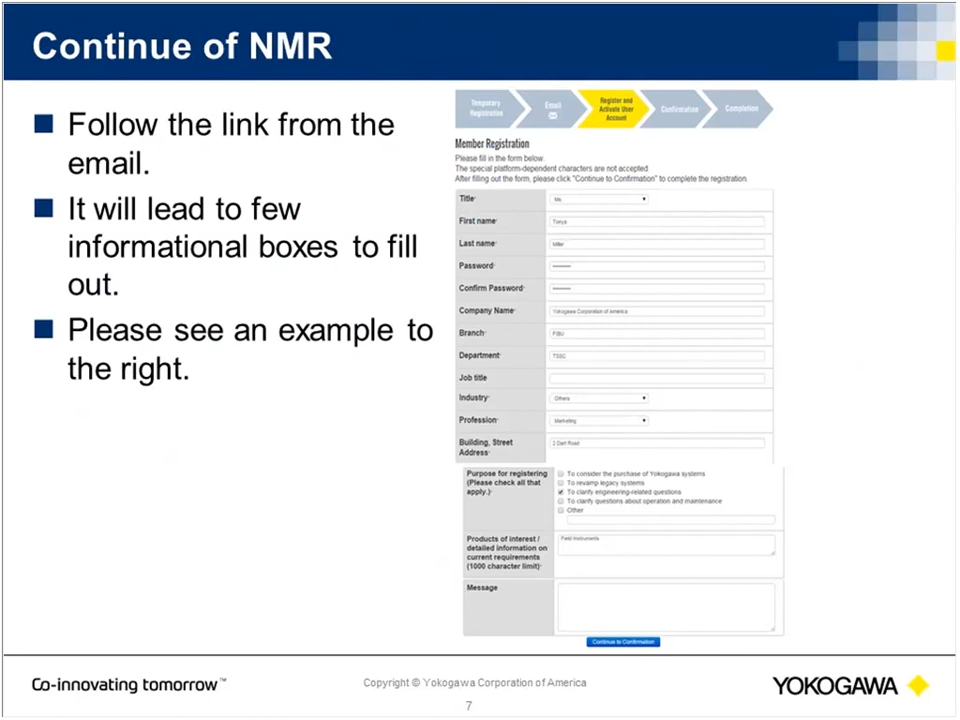 Continue of NMR
Follow the link from the
email.
It will lead to few
informational boxes to fill
out.
Please see an example to
the right.
Temporary
Registration
Email
Register and
Activate User
Account
Confirmation
Completion
Member Registration
Please fill in the form below.
The special platform-dependent characters are not accepted.
After filling out the form, please click "Continue to Confirmation" to complete the registration.
Title* Ms.
First name* Tonya
Last name* Miller
Password*
Confirm Password*
Company Name* Yokogawa Corporation of America
Branch* FIBU
Department* TSSC
Job title
Industry* Others
Profession* Marketing
Building, Street
Address* 2 Dart Road
Purpose for registering
(Please check all that
apply.)*
To consider the purchase of Yokogawa systems
To revamp legacy systems
To clarify engineering-related questions
To clarify questions about operation and maintenance
Other
Products of interest /
detailed information on
current requirements
(1000 character limit)*
Field Instruments
Message
Continue to Confirmation
Co-innovating tomorrow™
Copyright © Yokogawa Corporation of America
7
YOKOGAWA